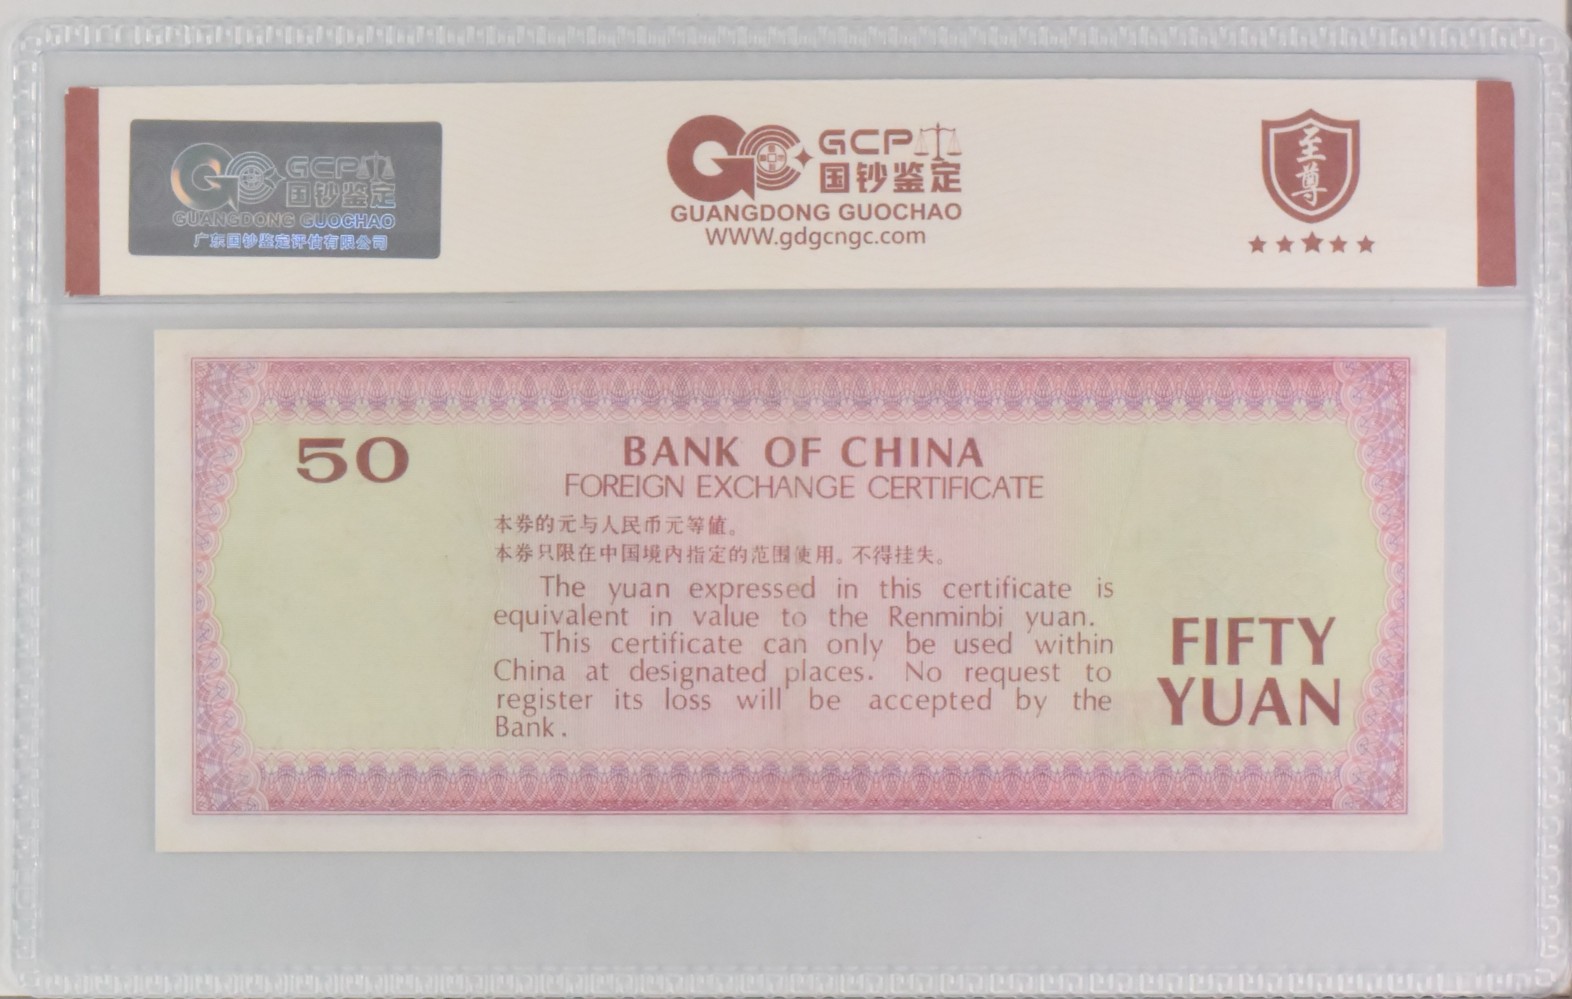 GCP
国钞鉴定
GUANGDONG GUOCHAO
广东国钞鉴定评估有限公司
GCP
国钞鉴定
GUANGDONG GUOCHAO
WWW.gdgcngc.com
至尊
50
BANK OF CHINA
FOREIGN EXCHANGE CERTIFICATE
本券的元与人民币元等值。
本券只限在中国境内指定的范围使用。不得挂失。
The yuan expressed in this certificate is
equivalent in value to the Renminbi yuan.
This certificate can only be used within
China at designated places. No request to
register its loss will be accepted by the
Bank.
FIFTY
YUAN